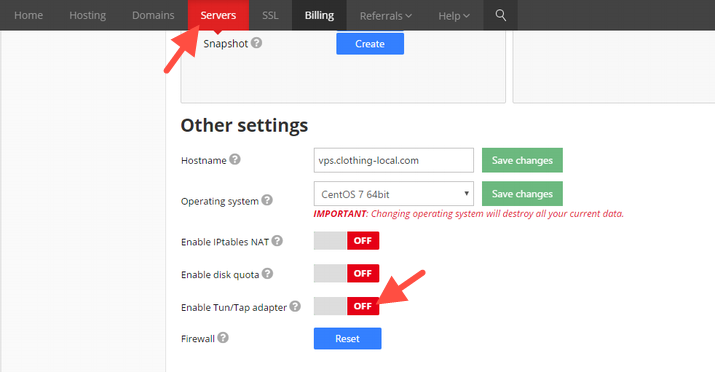 Home Hosting Domains Servers SSL Billing Referrals Help
Snapshot ? Create
Other settings
Hostname ? vps.clothing-local.com Save changes
Operating system ? CentOS 7 64bit Save changes
IMPORTANT: Changing operating system will destroy all your current data.
Enable IPtables NAT ? OFF
Enable disk quota ? OFF
Enable Tun/Tap adapter ? OFF
Firewall ? Reset